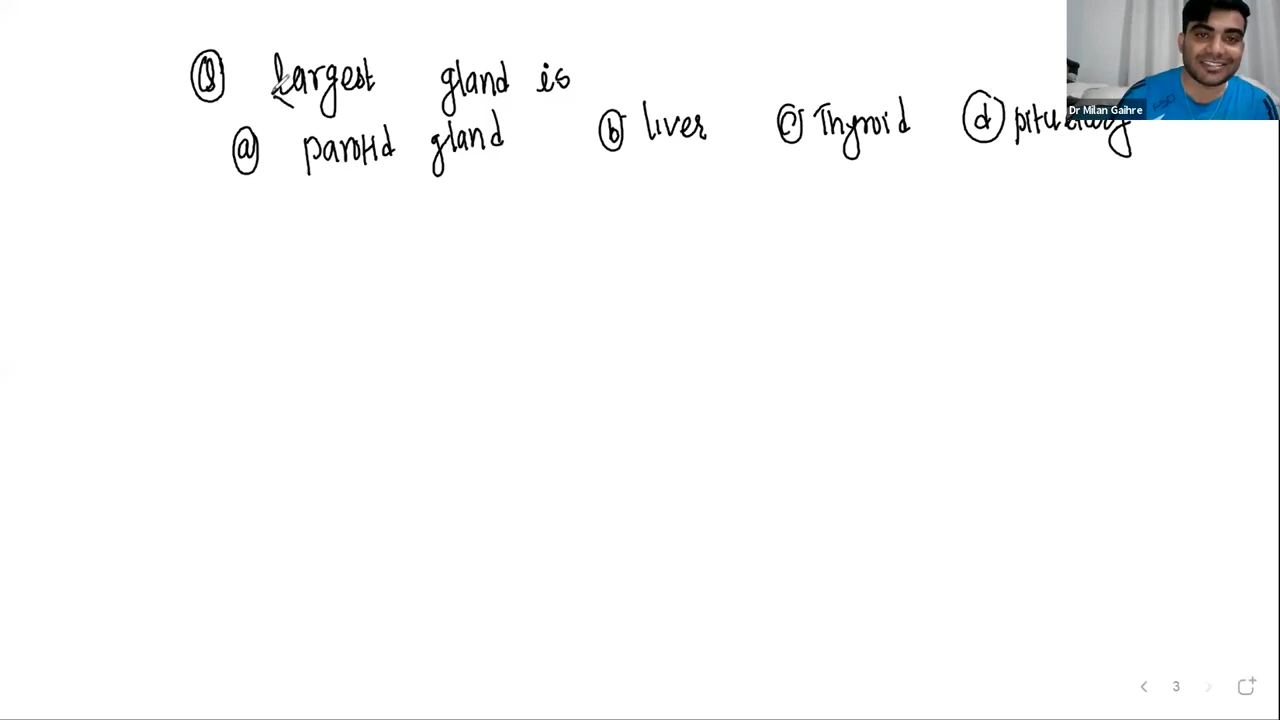 Q Largest gland is
a parotid gland b liver c Thyroid d pituitary
Dr Milan Gaihre
3